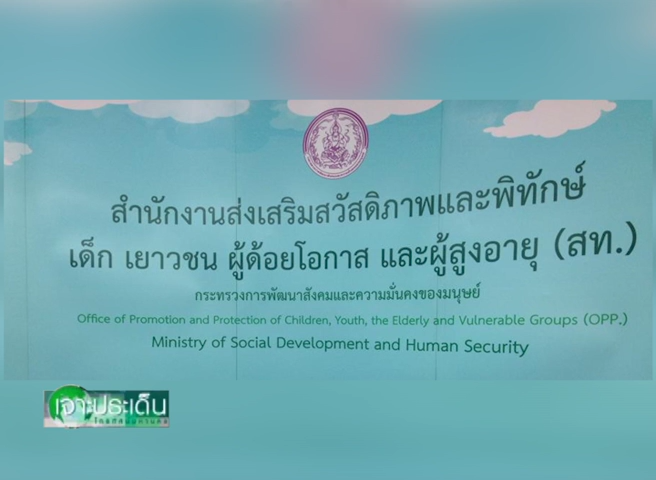 สำนักงานส่งเสริมสวัสดิภาพและพิทักษ์
เด็ก เยาวชน ผู้ด้อยโอกาส และผู้สูงอายุ (สท.)
กระทรวงการพัฒนาสังคมและความมั่นคงของมนุษย์
Office of Promotion and Protection of Children, Youth, the Elderly and Vulnerable Groups (OPP.)
Ministry of Social Development and Human Security
เจาะประเด็น